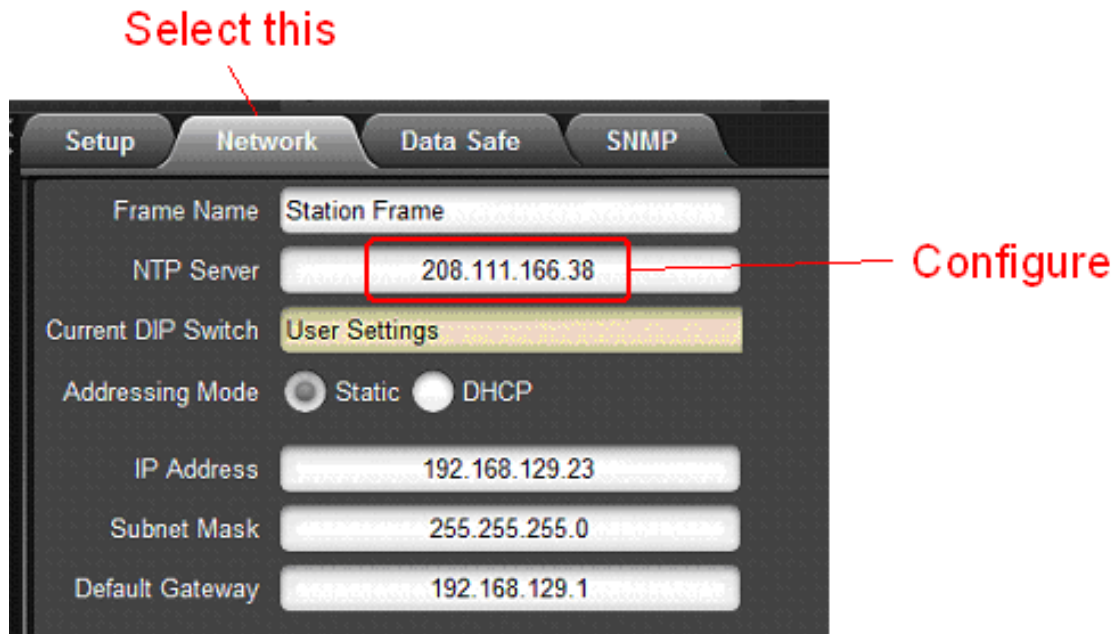 Select this
Setup Network Data Safe SNMP
Frame Name Station Frame
NTP Server 208.111.166.38 Configure
Current DIP Switch User Settings
Addressing Mode Static DHCP
IP Address 192.168.129.23
Subnet Mask 255.255.255.0
Default Gateway 192.168.129.1